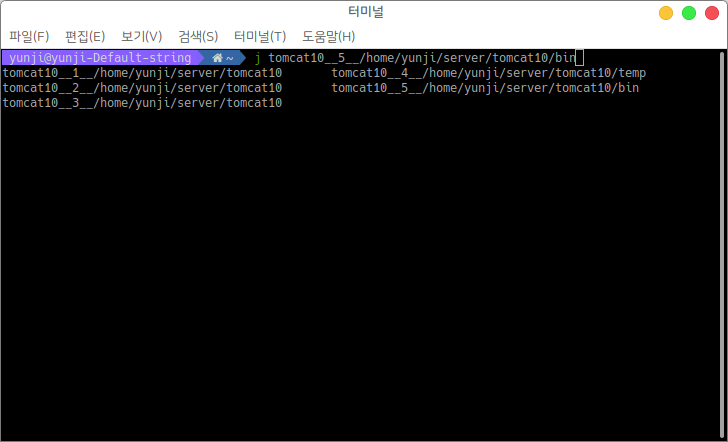 터미널
파일(F) 편집(E) 보기(V) 검색(S) 터미널(T) 도움말(H)
yunji@yunji-Default-string ~ j tomcat10__5__/home/yunji/server/tomcat10/bin
tomcat10__1__/home/yunji/server/tomcat10 tomcat10__4__/home/yunji/server/tomcat10/temp
tomcat10__2__/home/yunji/server/tomcat10 tomcat10__5__/home/yunji/server/tomcat10/bin
tomcat10__3__/home/yunji/server/tomcat10